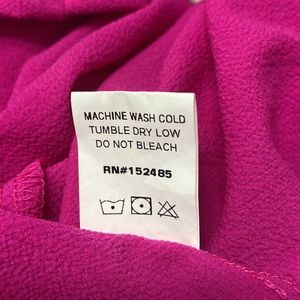 MACHINE WASH COLD
TUMBLE DRY LOW
DO NOT BLEACH
RN#152485